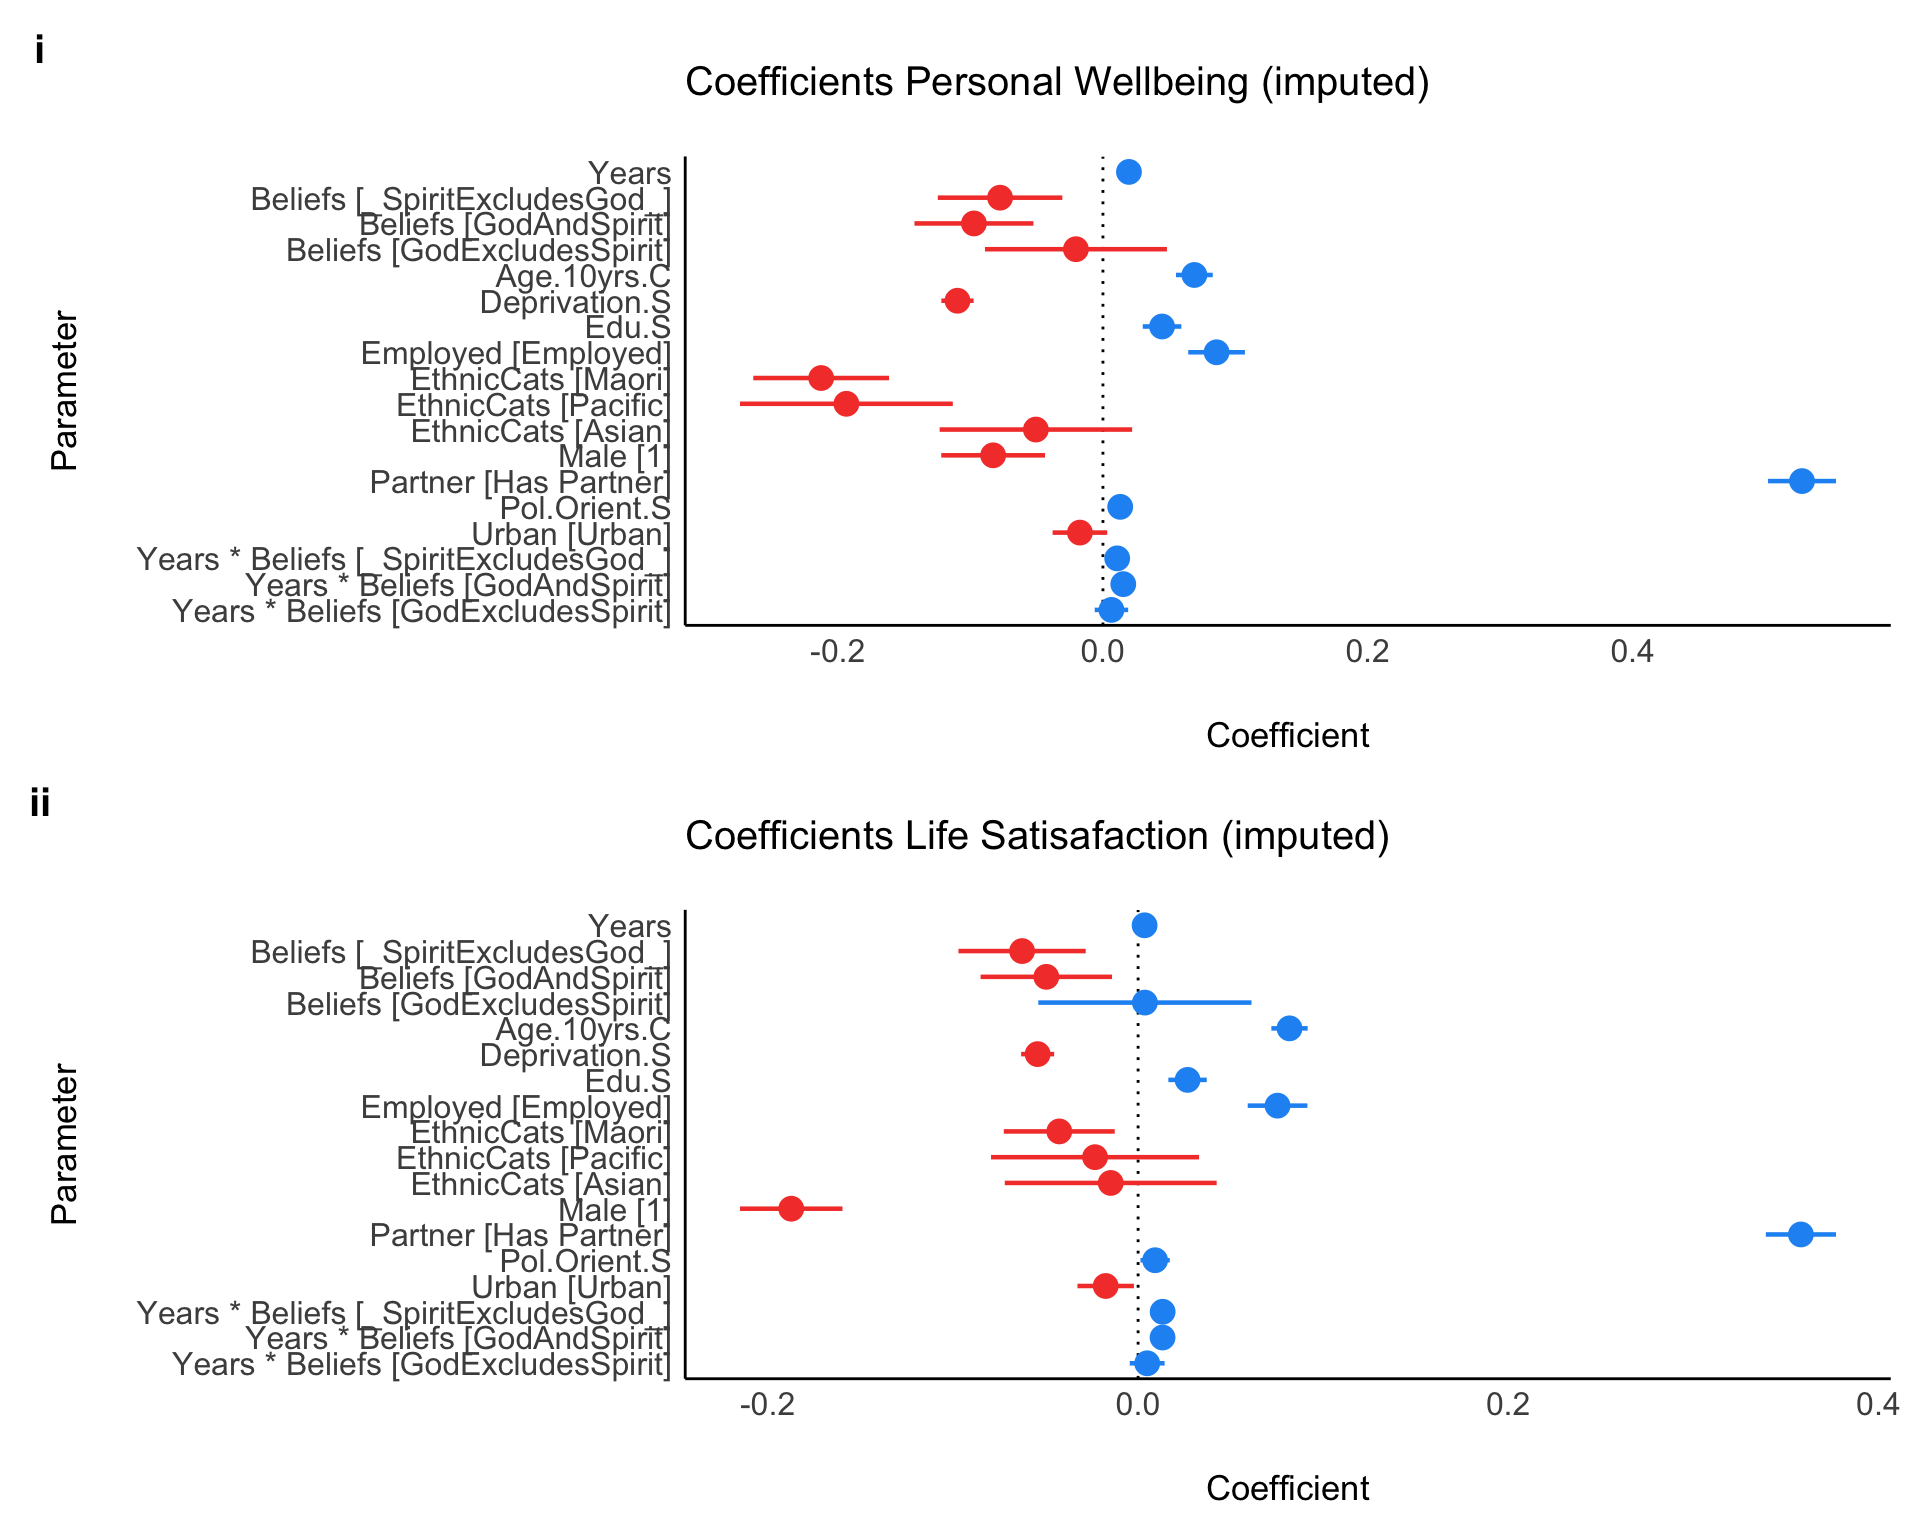 i
Coefficients Personal Wellbeing (imputed)
Parameter
Years
Beliefs [_SpiritExcludesGod_]
Beliefs [GodAndSpirit]
Beliefs [GodExcludesSpirit]
Age.10yrs.C
Deprivation.S
Edu.S
Employed [Employed]
EthnicCats [Maori]
EthnicCats [Pacific]
EthnicCats [Asian]
Male [1]
Partner [Has Partner]
Pol.Orient.S
Urban [Urban]
Years * Beliefs [_SpiritExcludesGod_]
Years * Beliefs [GodAndSpirit]
Years * Beliefs [GodExcludesSpirit]
-0.2 0.0 0.2 0.4
Coefficient
ii
Coefficients Life Satisafaction (imputed)
Parameter
Years
Beliefs [_SpiritExcludesGod_]
Beliefs [GodAndSpirit]
Beliefs [GodExcludesSpirit]
Age.10yrs.C
Deprivation.S
Edu.S
Employed [Employed]
EthnicCats [Maori]
EthnicCats [Pacific]
EthnicCats [Asian]
Male [1]
Partner [Has Partner]
Pol.Orient.S
Urban [Urban]
Years * Beliefs [_SpiritExcludesGod_]
Years * Beliefs [GodAndSpirit]
Years * Beliefs [GodExcludesSpirit]
-0.2 0.0 0.2 0.4
Coefficient